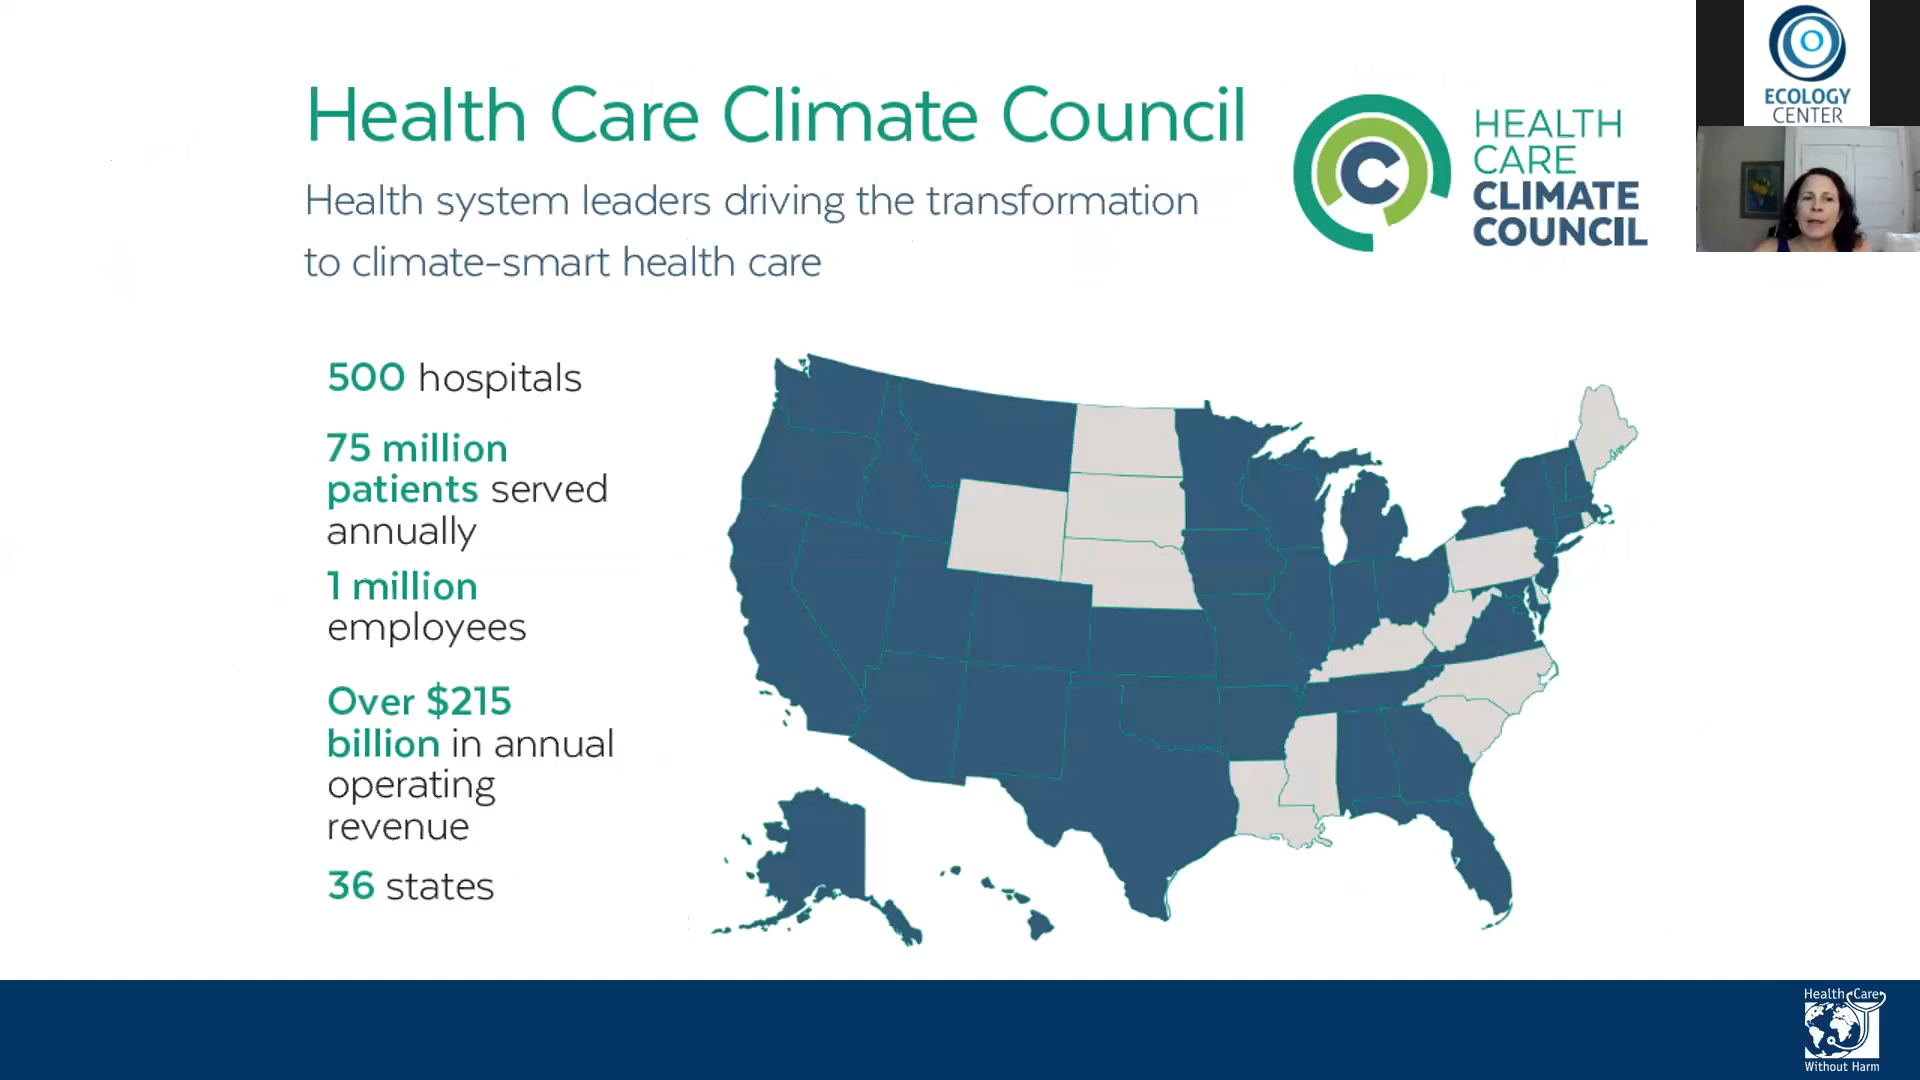 Health Care Climate Council
Health system leaders driving the transformation
to climate-smart health care
HEALTH
CARE
CLIMATE
COUNCIL
ECOLOGY
CENTER
500 hospitals
75 million
patients served
annually
1 million
employees
Over $215
billion in annual
operating
revenue
36 states
Health Care
Without Harm